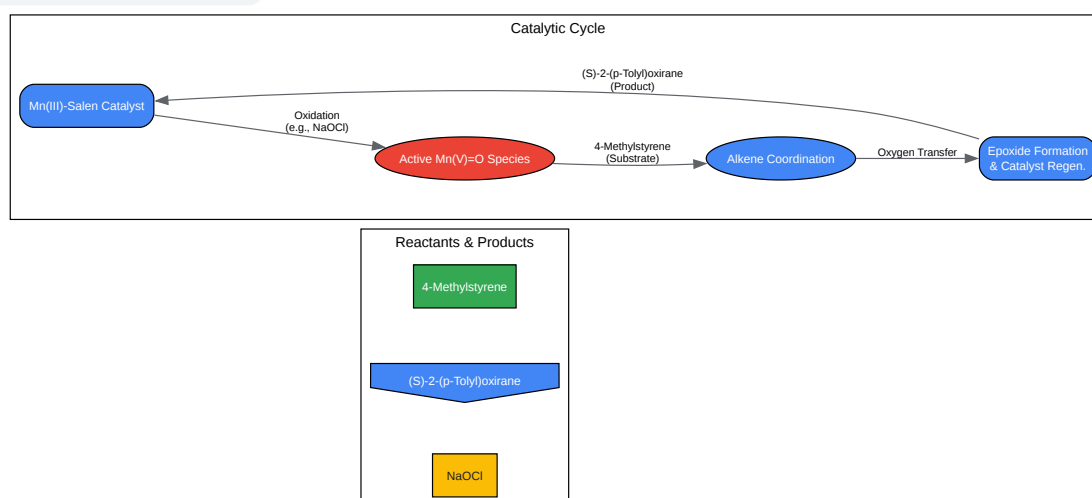 Catalytic Cycle
(S)-2-(p-Tolyl)oxirane
(Product)
Mn(III)-Salen Catalyst
Oxidation
(e.g., NaOCl)
Active Mn(V)=O Species
4-Methylstyrene
(Substrate)
Alkene Coordination
Oxygen Transfer
Epoxide Formation
& Catalyst Regen.
Reactants & Products
4-Methylstyrene
(S)-2-(p-Tolyl)oxirane
NaOCl